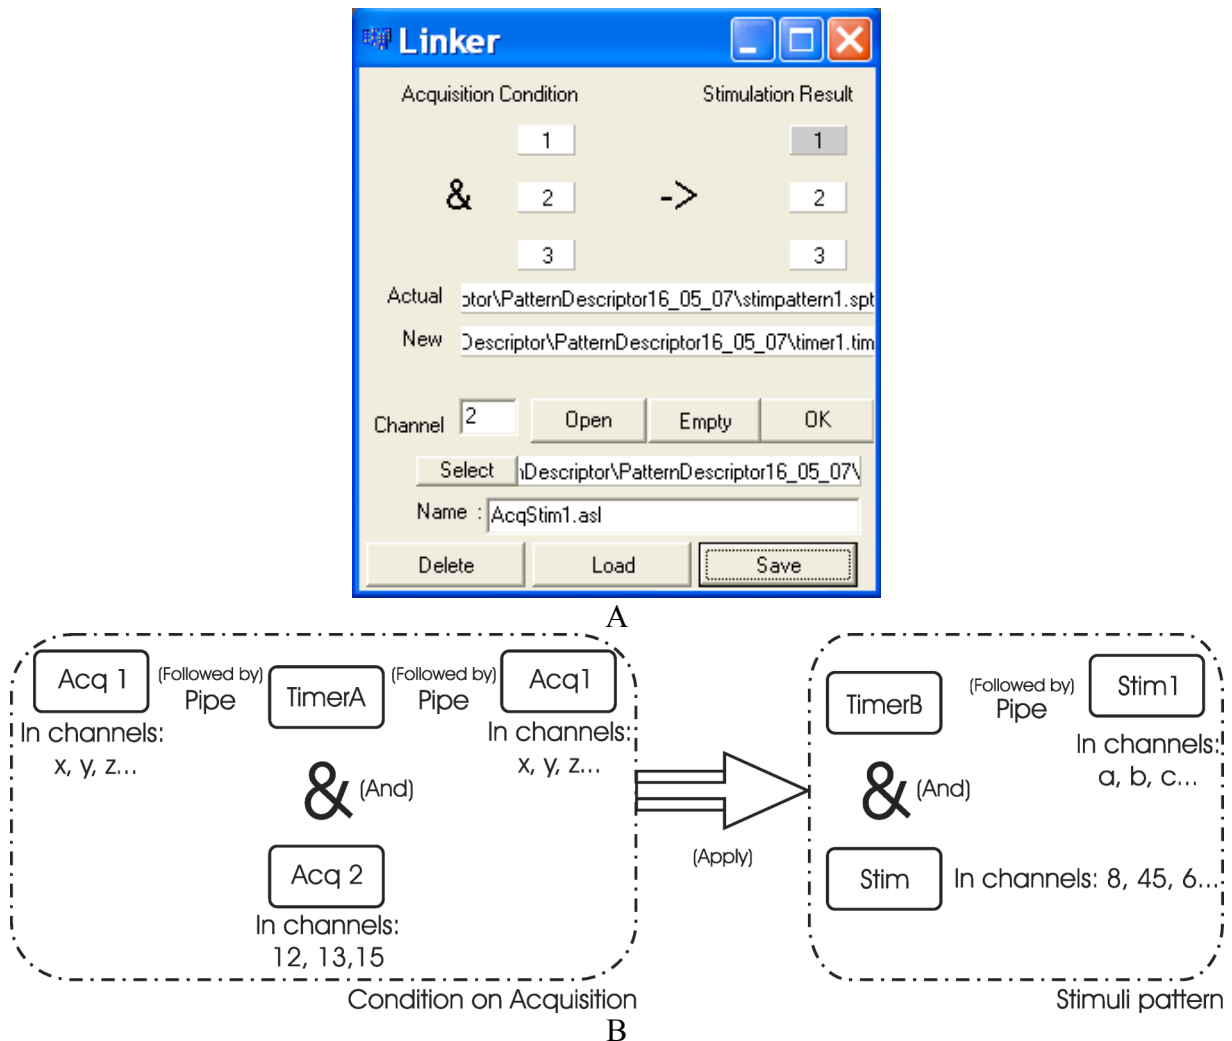 Linker
Acquisition Condition Stimulation Result
1 1
& 2 -> 2
3 3
Actual otor\PatternDescriptor16_05_07\stimpattern1.spt
New Descriptor\PatternDescriptor16_05_07\timer1.tim
Channel 2 Open Empty OK
Select nDescriptor\PatternDescriptor16_05_07\
Name : AcqStim1.asl
Delete Load Save
A
Acq 1 (Followed by) Pipe TimerA (Followed by) Pipe Acq1
In channels: x, y, z...
In channels: x, y, z...
& (And)
Acq 2
In channels:
12, 13,15
Condition on Acquisition
(Apply)
TimerB (Followed by) Pipe Stim1
In channels:
a, b, c...
& (And)
Stim In channels: 8, 45, 6...
Stimuli pattern
B